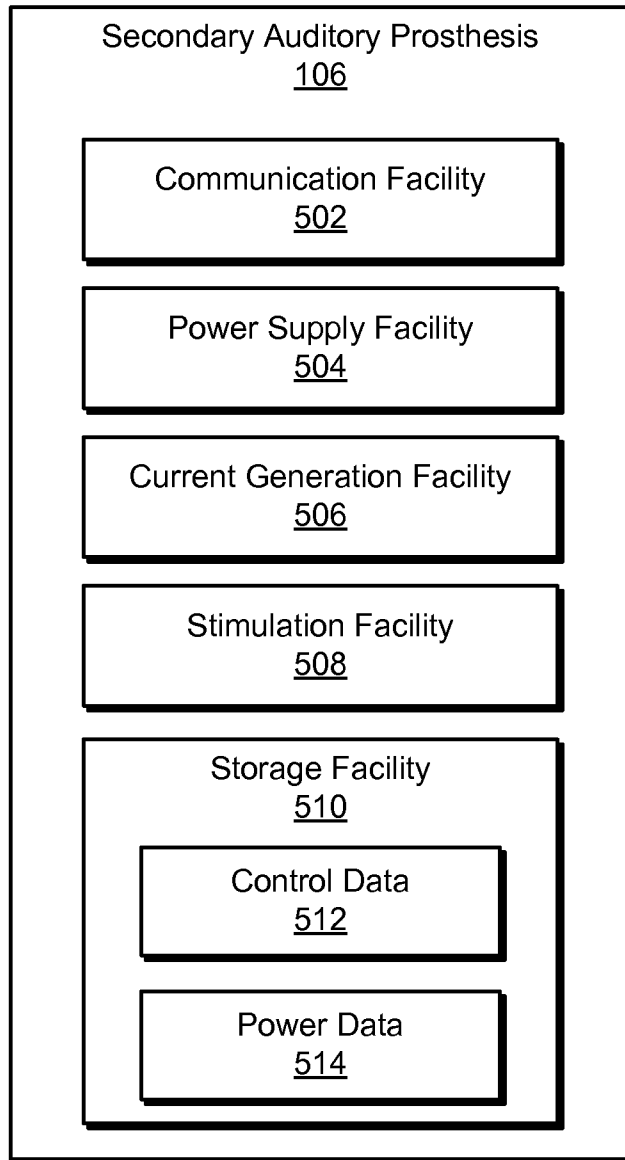 Secondary Auditory Prosthesis
106
Communication Facility
502
Power Supply Facility
504
Current Generation Facility
506
Stimulation Facility
508
Storage Facility
510
Control Data
512
Power Data
514